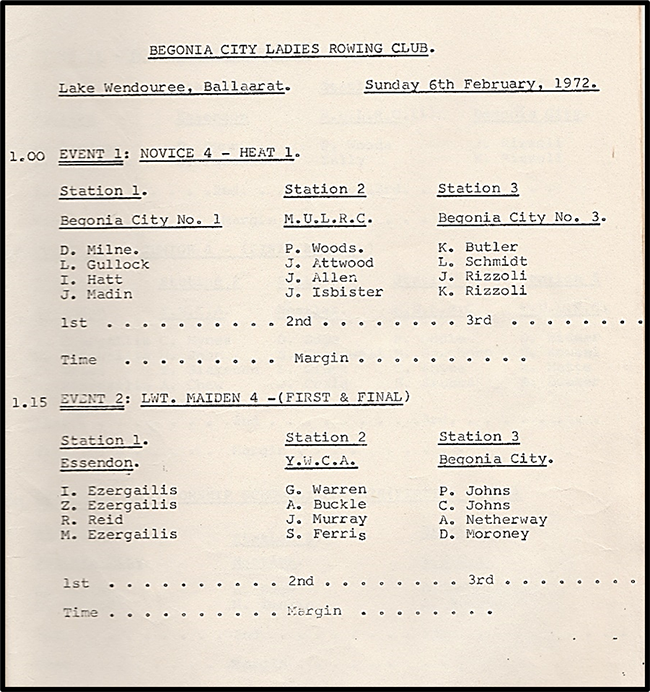 BEGONIA CITY LADIES ROWING CLUB.
Lake Wendouree, Ballaarat. Sunday 6th February, 1972.
1.00 EVENT 1: NOVICE 4 - HEAT 1.
Station 1. Station 2 Station 3
Begonia City No. 1 M.U.L.R.C. Begonia City No. 3.
D. Milne. P. Woods. K. Butler
L. Gullock J. Attwood L. Schmidt
I. Hatt J. Allen J. Rizzoli
J. Madin J. Isbister K. Rizzoli
1st . . . . . . . . . . 2nd . . . . . . . . 3rd . . . . . . .
Time . . . . . . . . . . Margin . . . . . . . . . .
1.15 EVENT 2: LWT. MAIDEN 4 -(FIRST & FINAL)
Station 1. Station 2 Station 3
Essendon. Y.W.C.A. Begonia City.
I. Ezergailis G. Warren P. Johns
Z. Ezergailis A. Buckle C. Johns
R. Reid J. Murray A. Netherway
M. Ezergailis S. Ferris D. Moroney
1st . . . . . . . . . . 2nd . . . . . . . . 3rd . . . . . . .
Time . . . . . . . . . . Margin . . . . . . . .